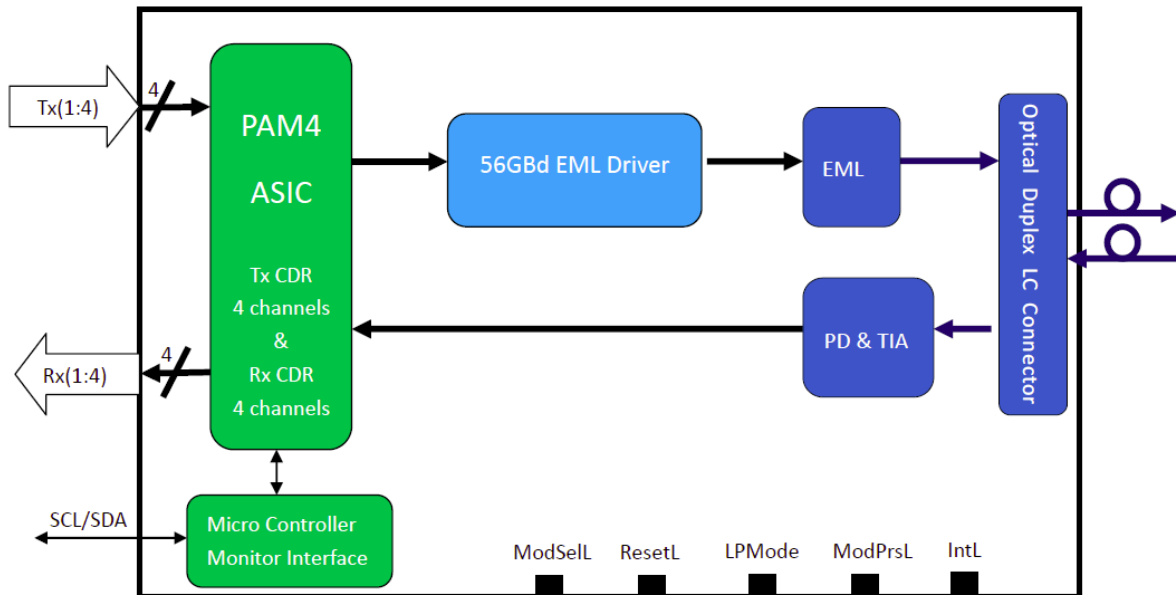 Tx(1:4)
4
PAM4
ASIC
Tx CDR
4 channels
&
Rx CDR
4 channels
56GBd EML Driver
EML
Optical Duplex LC Connector
PD & TIA
4
Rx(1:4)
SCL/SDA
Micro Controller
Monitor Interface
ModSelL
ResetL
LPMode
ModPrsL
IntL